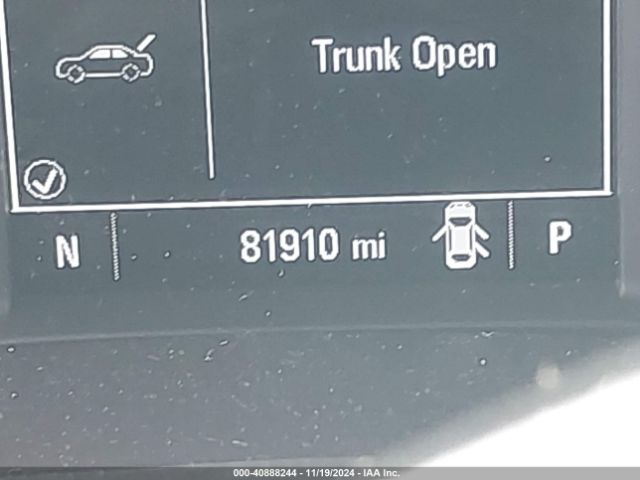 Trunk Open
N 81910 mi P
000-40888244 - 11/19/2024 - IAA Inc.